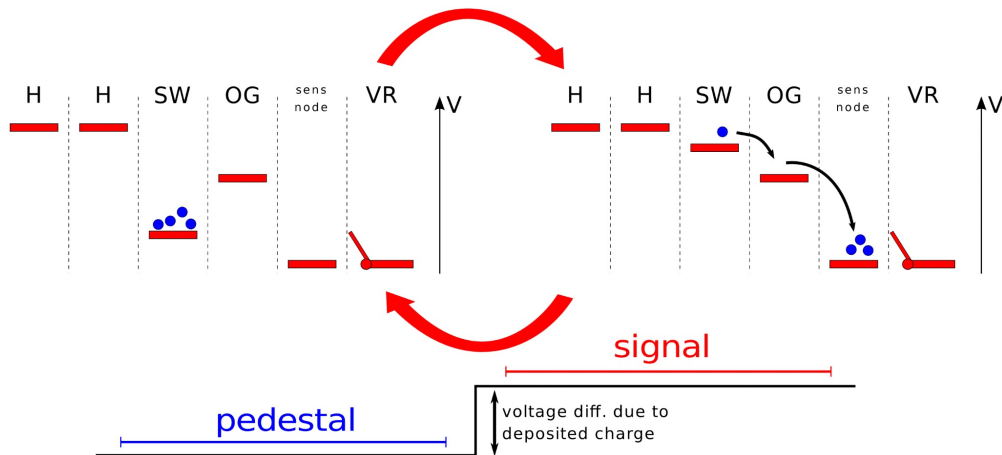 H H SW OG sens node VR V
H H SW OG sens node VR V
signal
pedestal
voltage diff. due to
deposited charge